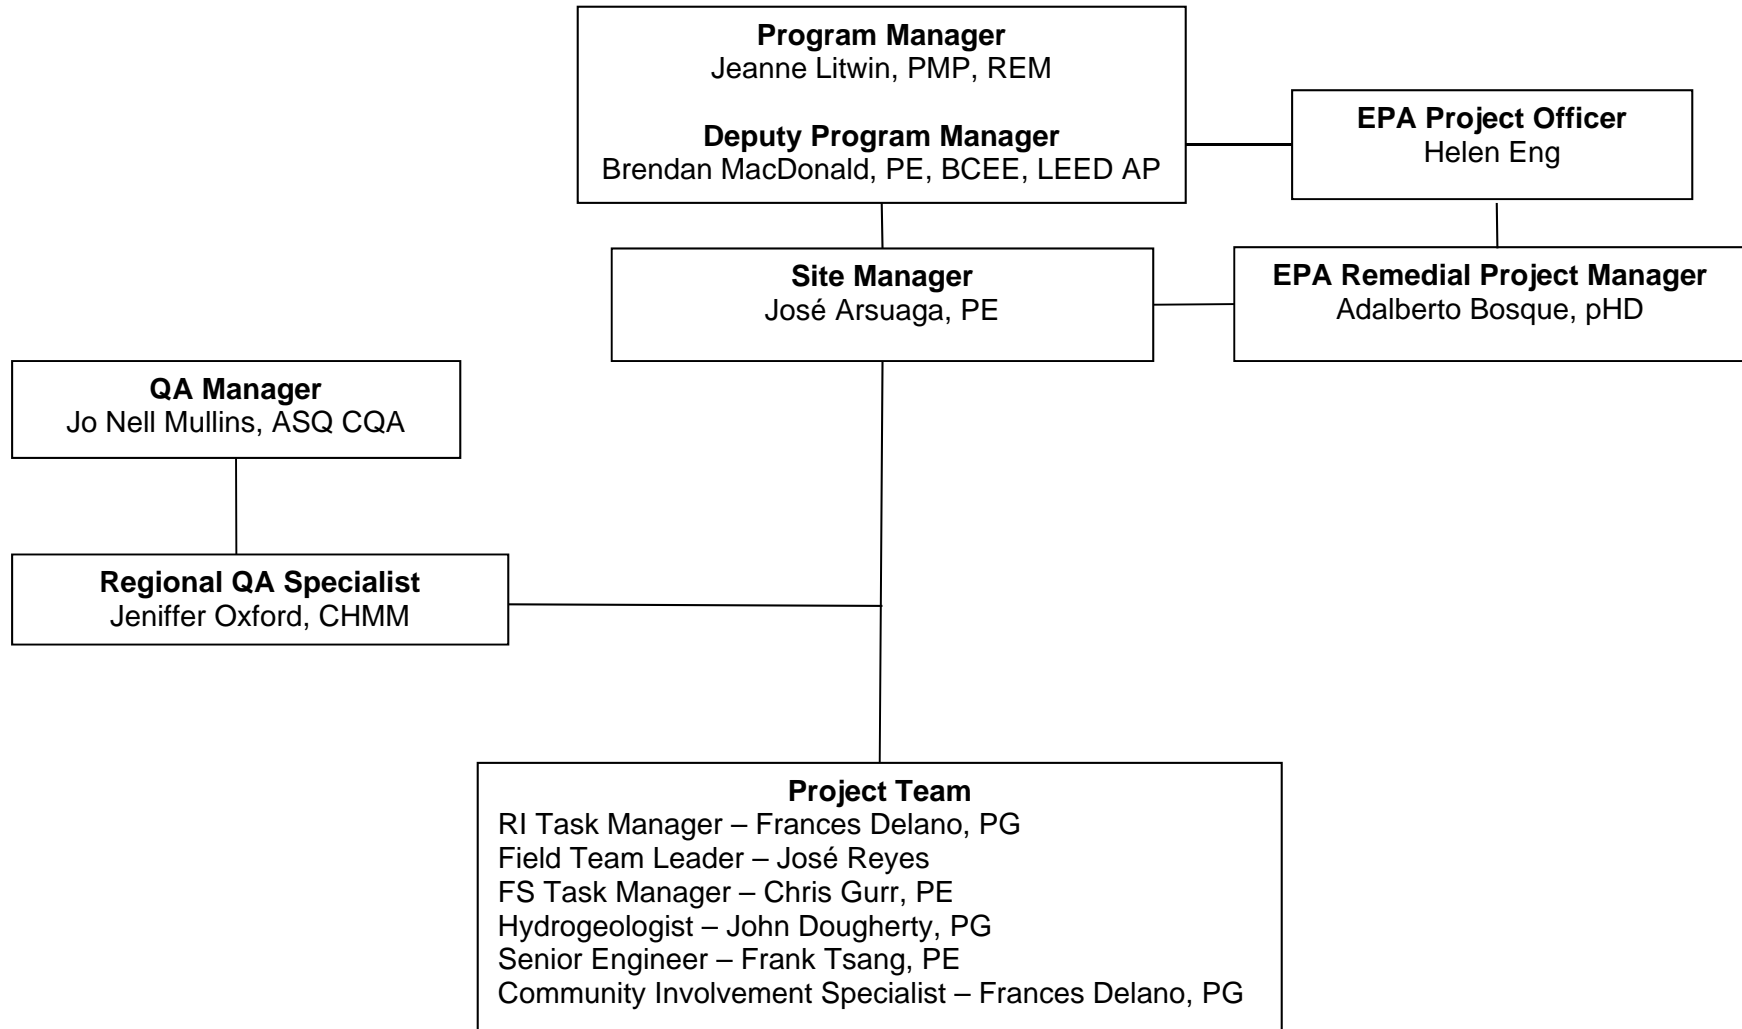 Program Manager
Jeanne Litwin, PMP, REM
Deputy Program Manager
Brendan MacDonald, PE, BCEE, LEED AP
EPA Project Officer
Helen Eng
Site Manager
José Arsuaga, PE
EPA Remedial Project Manager
Adalberto Bosque, pHD
QA Manager
Jo Nell Mullins, ASQ CQA
Regional QA Specialist
Jeniffer Oxford, CHMM
Project Team
RI Task Manager – Frances Delano, PG
Field Team Leader – José Reyes
FS Task Manager – Chris Gurr, PE
Hydrogeologist – John Dougherty, PG
Senior Engineer – Frank Tsang, PE
Community Involvement Specialist – Frances Delano, PG